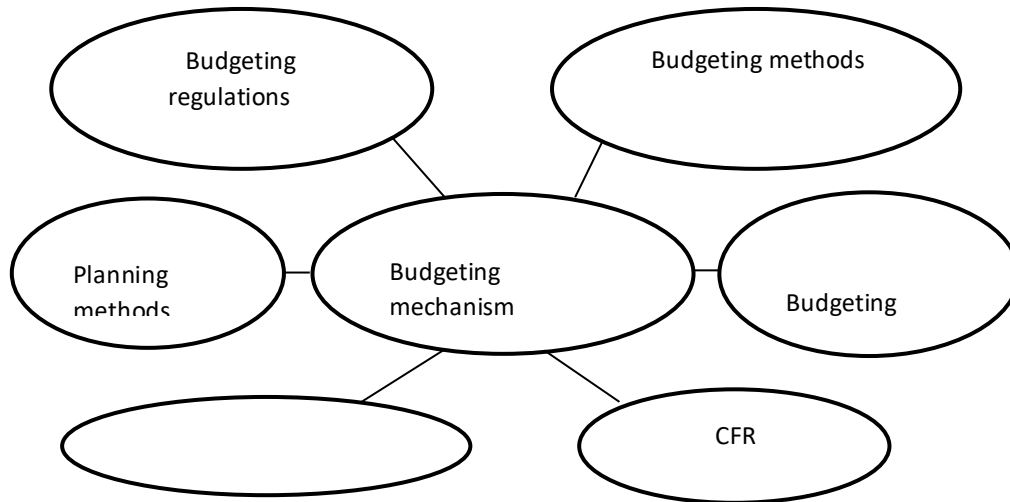 Budgeting
regulations
Budgeting methods
Planning
methods
Budgeting
mechanism
Budgeting
CFR